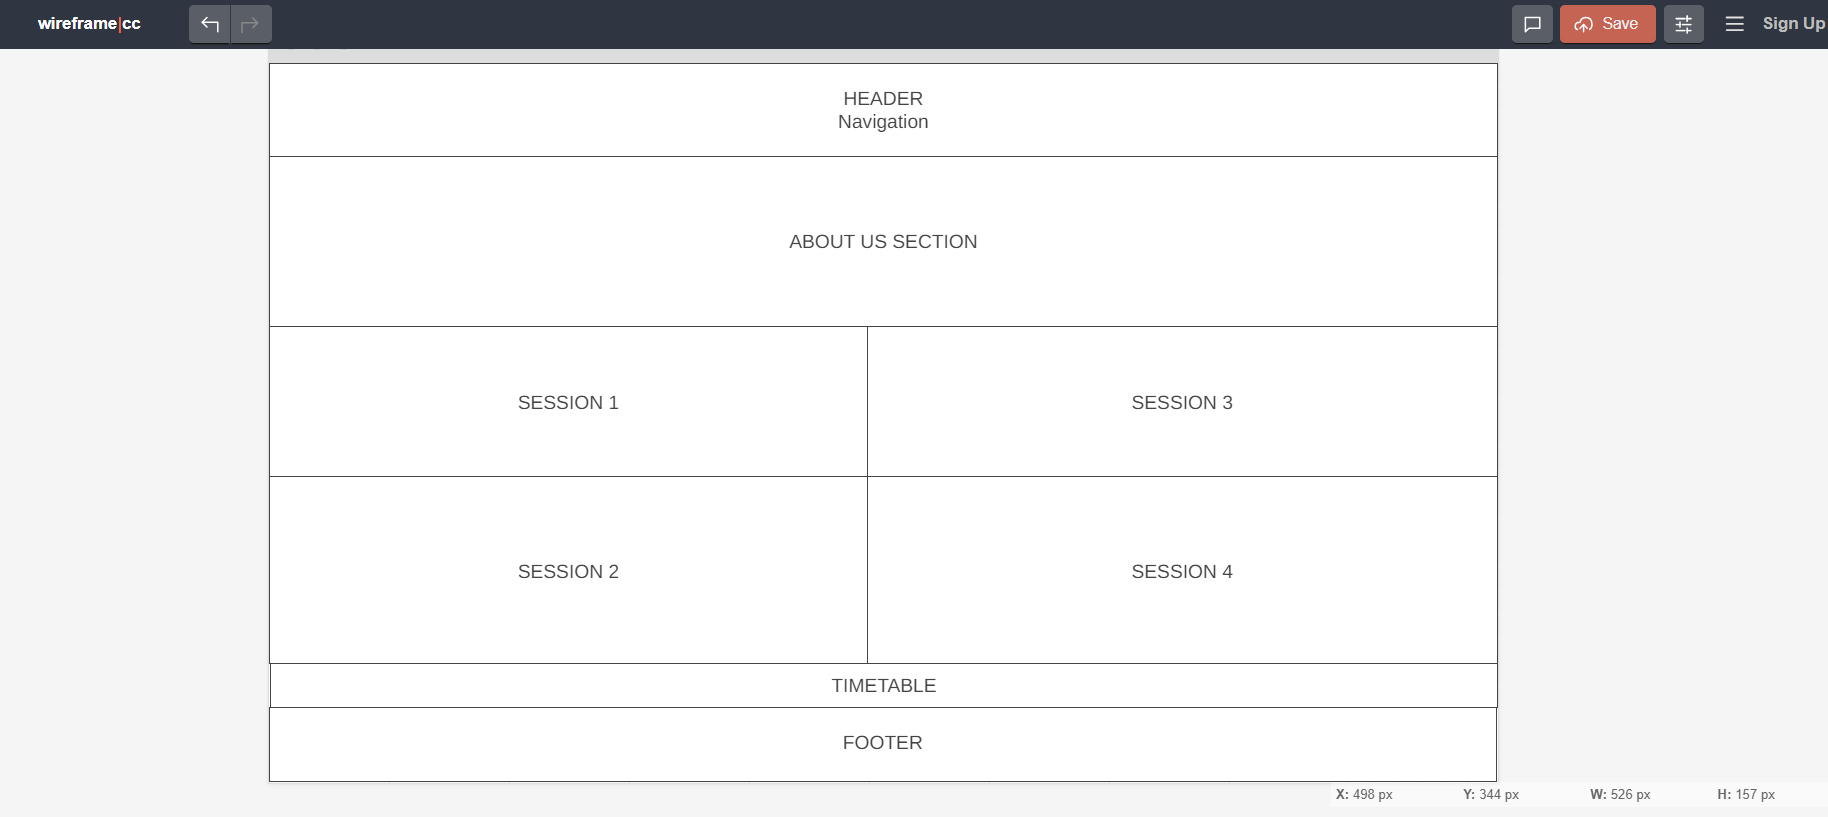 wireframe|cc
Save
Sign Up
HEADER
Navigation
ABOUT US SECTION
SESSION 1
SESSION 3
SESSION 2
SESSION 4
TIMETABLE
FOOTER
X: 498 px Y: 344 px W: 526 px H: 157 px